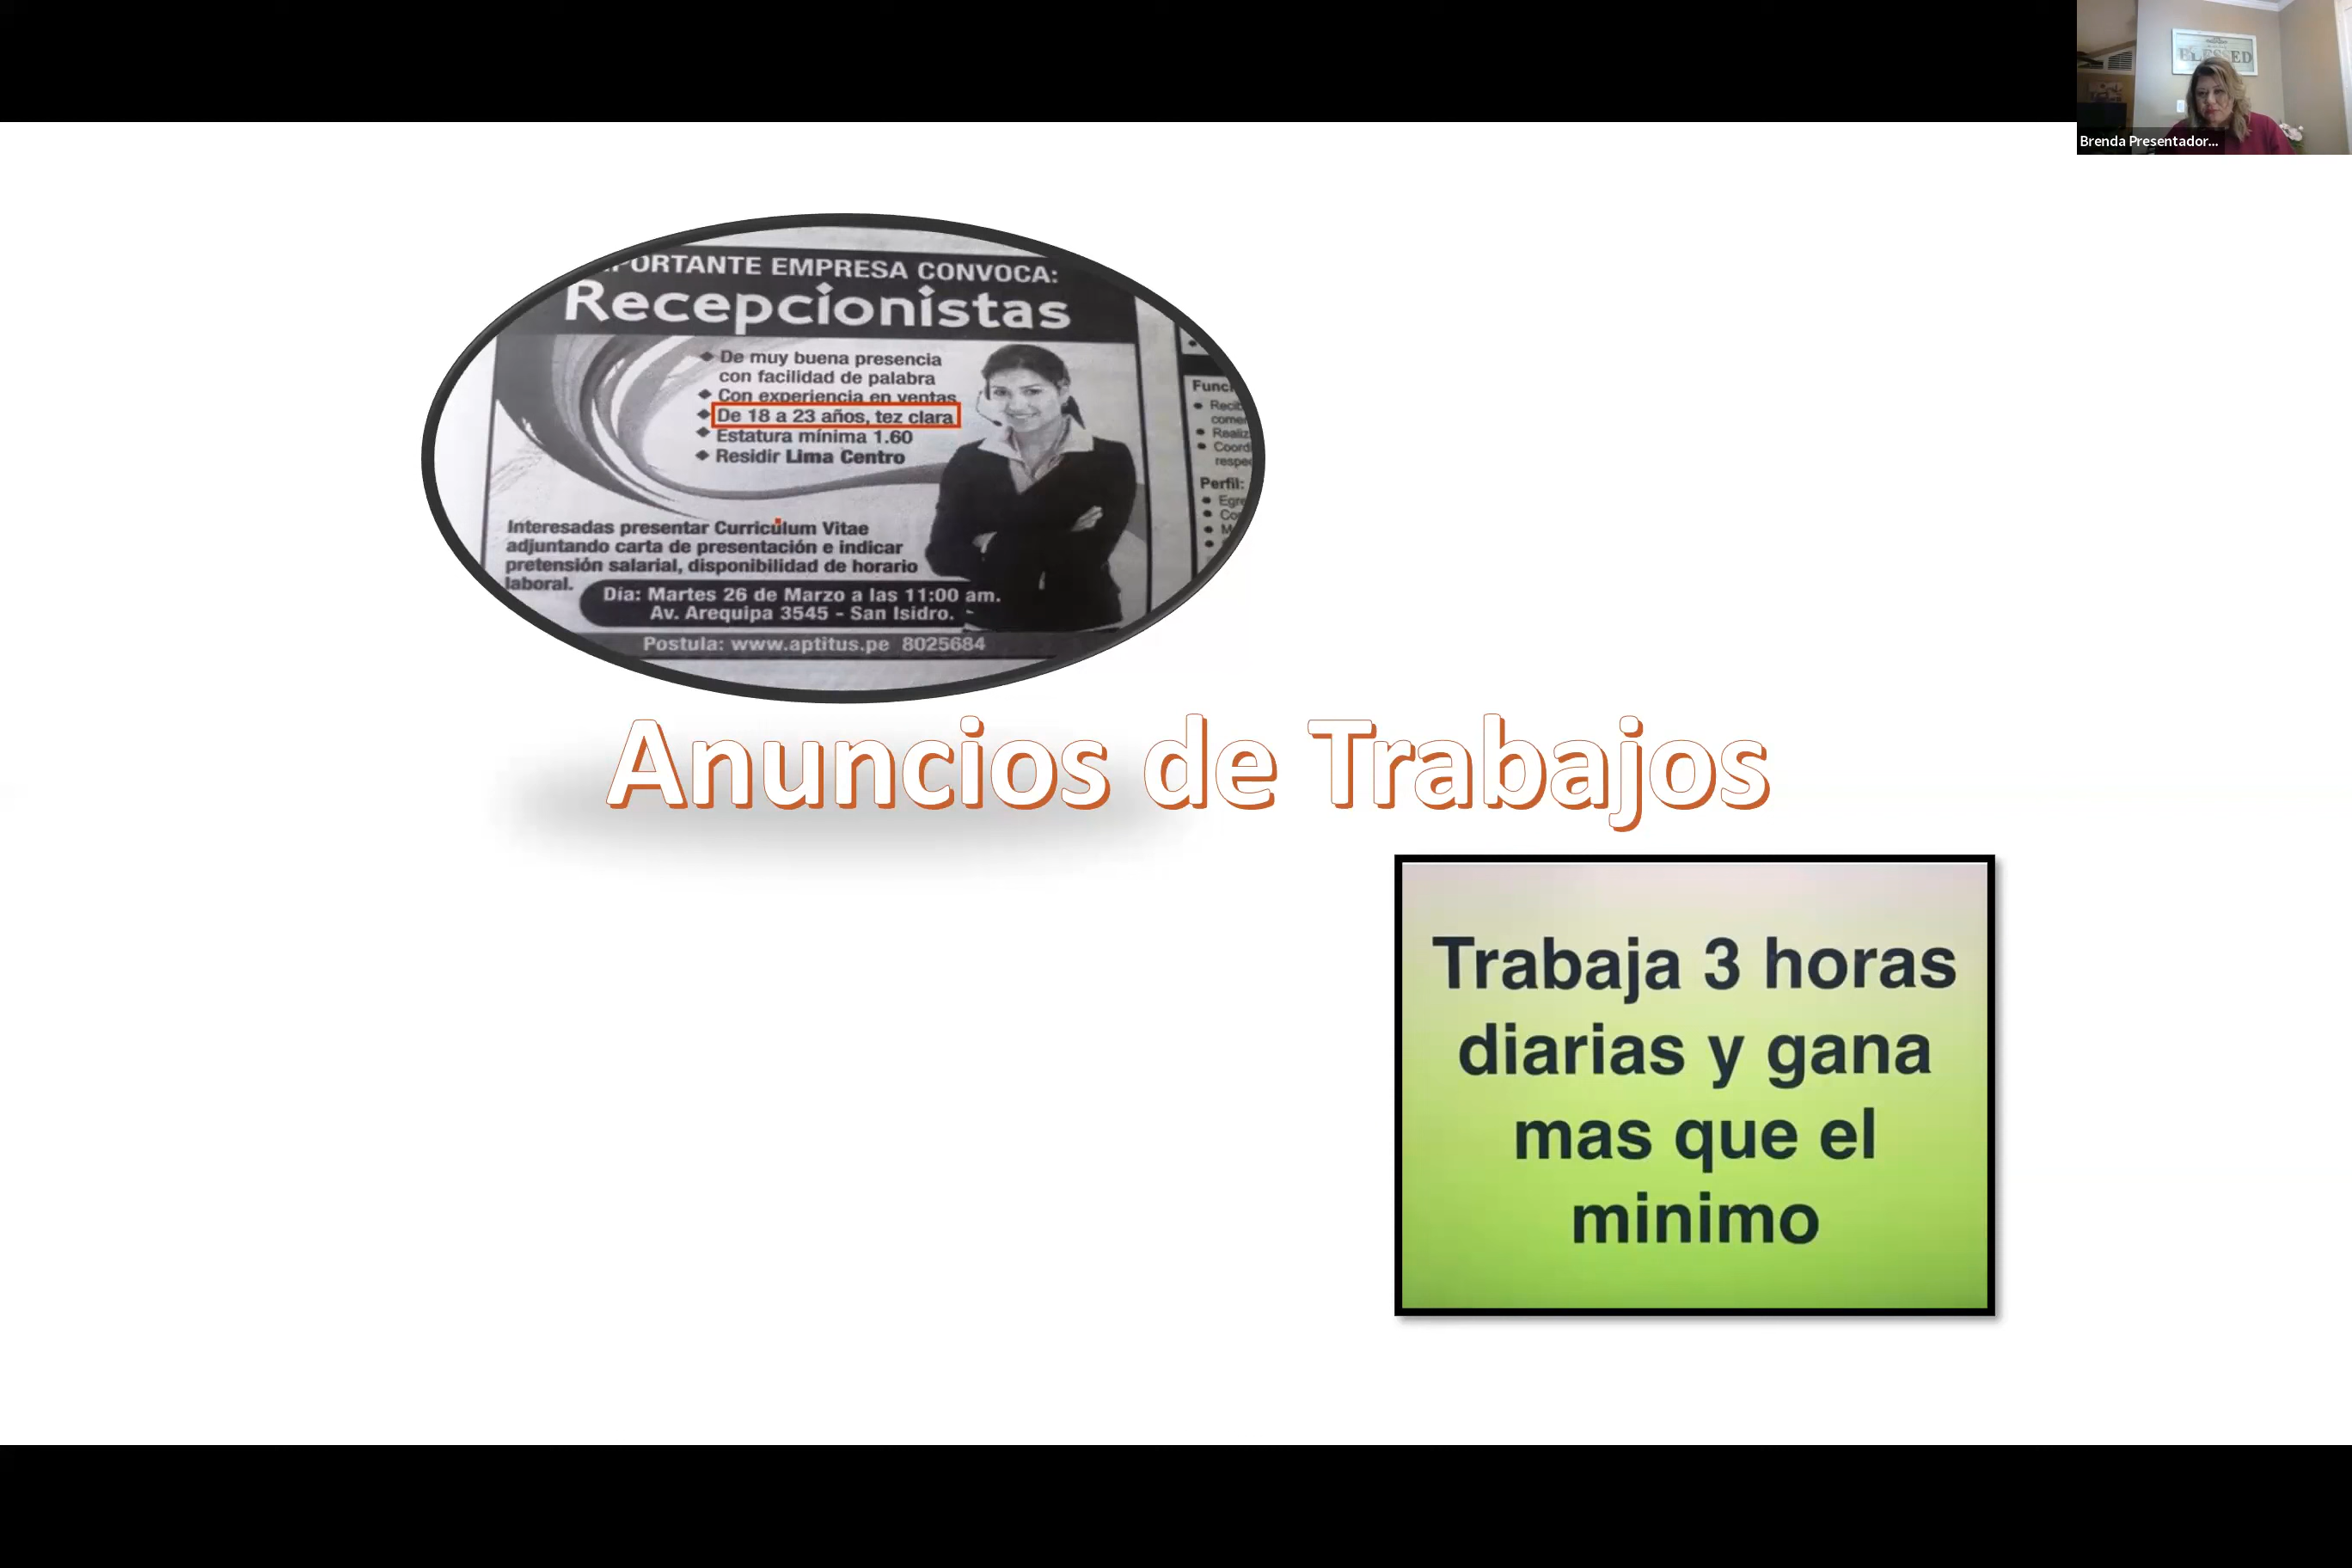 BLESSED
Brenda Presentador...
IMPORTANTE EMPRESA CONVOCA:
Recepcionistas
De muy buena presencia
con facilidad de palabra
Con experiencia en ventas
De 18 a 23 años, tez clara
Estatura mínima 1.60
Residir Lima Centro
Interesadas presentar Curriculum Vitae
adjuntando carta de presentación e indicar
pretensión salarial, disponibilidad de horario
laboral.
Día: Martes 26 de Marzo a las 11:00 am.
Av. Arequipa 3545 - San Isidro.
Postula: www.aptitus.pe 8025684
Perfil:
Anuncios de Trabajos
Trabaja 3 horas
diarias y gana
mas que el
minimo